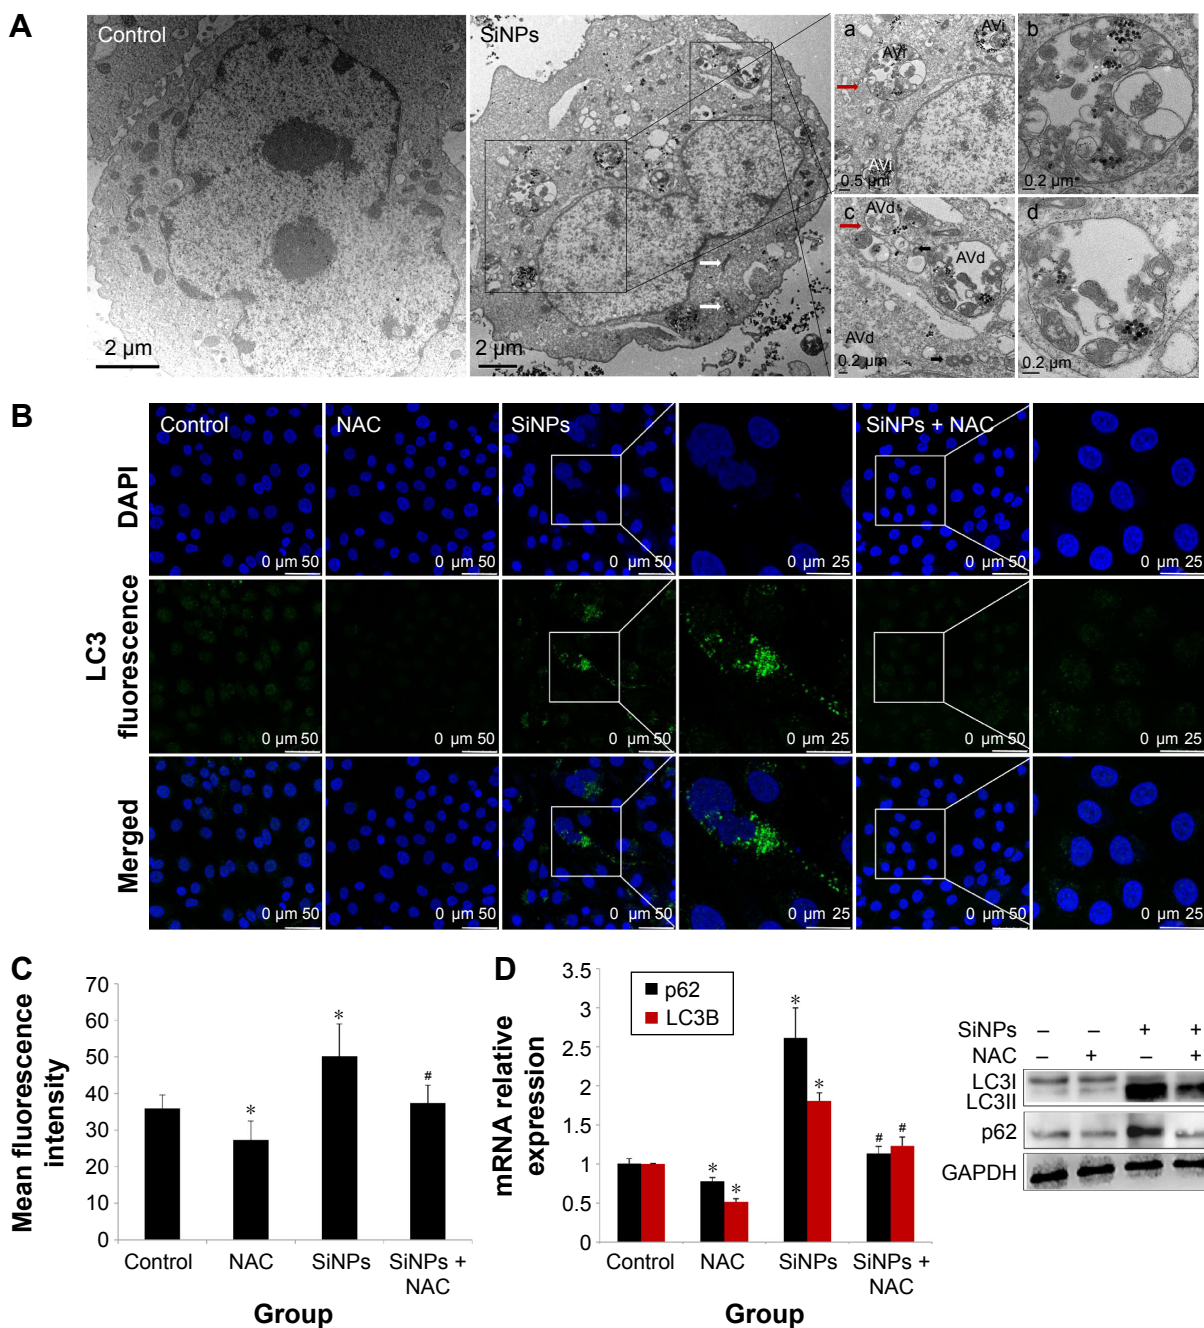 A
Control
2 µm
SiNPs
2 µm
a
AVi
AVi
AVi
0.5 µm
b
0.2 µm
c
AVd
AVd
AVd
0.2 µm
d
0.2 µm
B
Control
NAC
SiNPs
SiNPs + NAC
DAPI
0 µm 50
0 µm 50
0 µm 50
0 µm 25
0 µm 50
0 µm 25
LC3
fluorescence
0 µm 50
0 µm 50
0 µm 50
0 µm 25
0 µm 50
0 µm 25
Merged
0 µm 50
0 µm 50
0 µm 50
0 µm 25
0 µm 50
0 µm 25
C
Mean fluorescence
intensity
70
60
50
40
30
20
10
0
*
*
#
Control
NAC
SiNPs
SiNPs +
NAC
Group
D
mRNA relative
expression
3.5
3
2.5
2
1.5
1
0.5
0
p62
LC3B
*
*
*
*
#
#
Control
NAC
SiNPs
SiNPs +
NAC
Group
SiNPs – – + +
NAC – + – +
LC3I
LC3II
p62
GAPDH